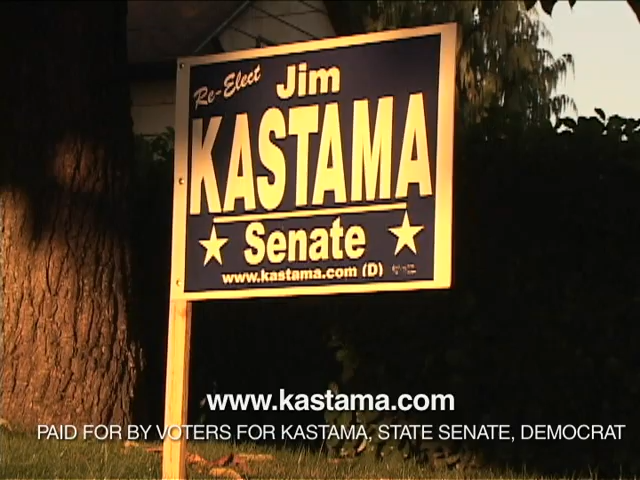 Re-Elect
Jim
KASTAMA
Senate
www.kastama.com (D)
www.kastama.com
PAID FOR BY VOTERS FOR KASTAMA, STATE SENATE, DEMOCRAT